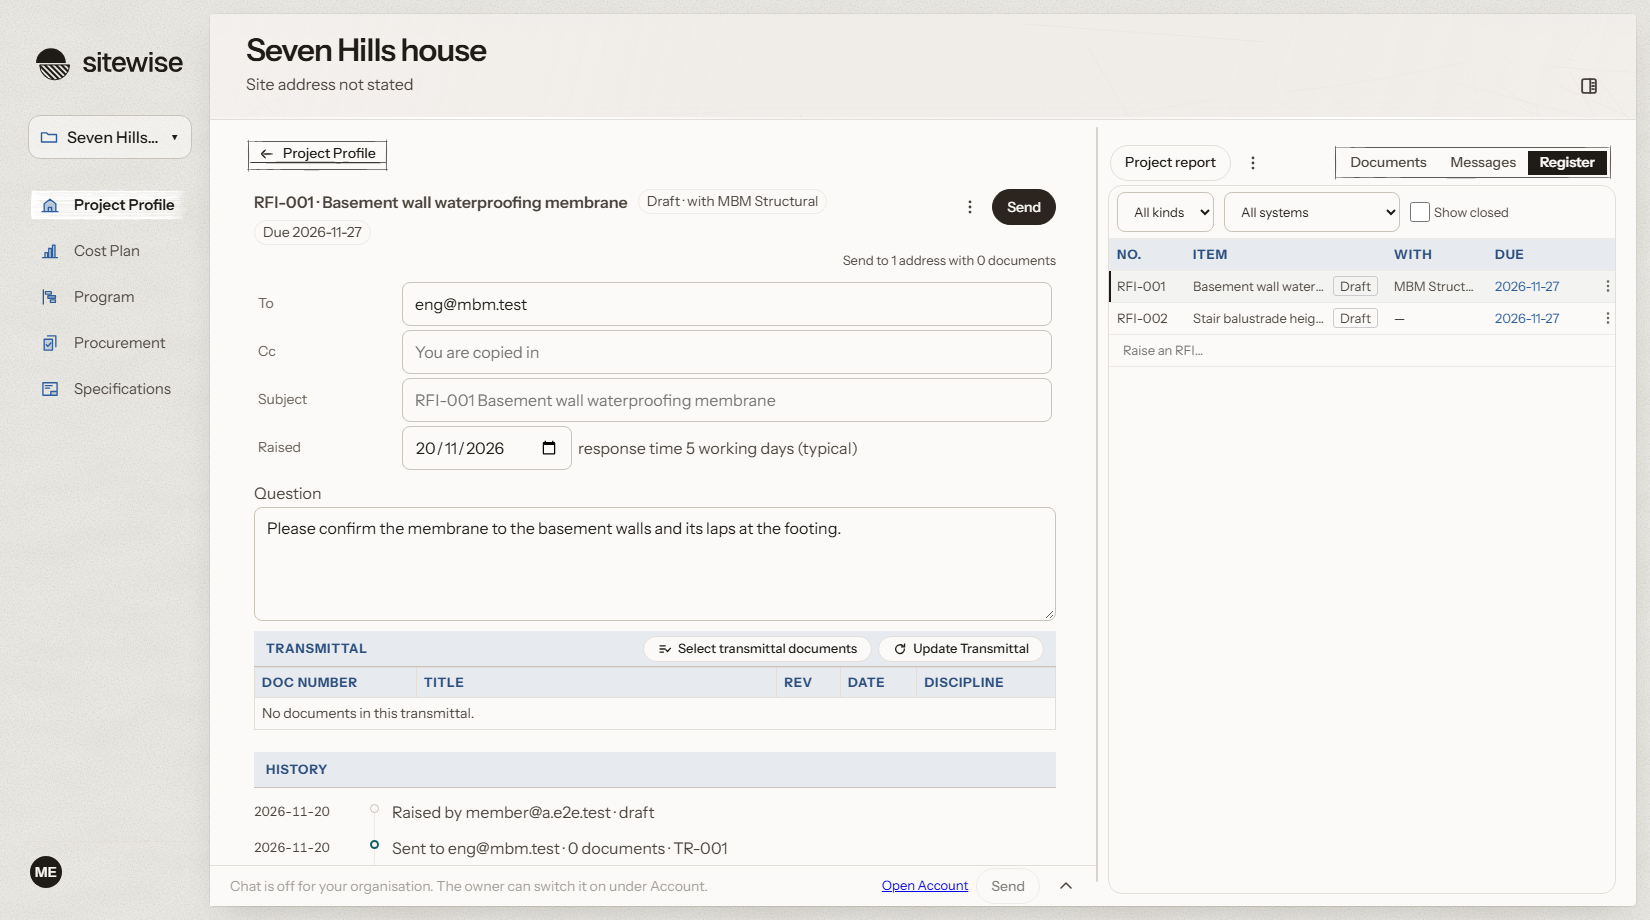 sitewise
Seven Hills...
Project Profile
Cost Plan
Program
Procurement
Specifications
ME
Seven Hills house
Site address not stated
← Project Profile
RFI-001 · Basement wall waterproofing membrane
Draft · with MBM Structural
Due 2026-11-27
Send
Send to 1 address with 0 documents
To
eng@mbm.test
Cc
You are copied in
Subject
RFI-001 Basement wall waterproofing membrane
Raised
20/11/2026
response time 5 working days (typical)
Question
Please confirm the membrane to the basement walls and its laps at the footing.
TRANSMITTAL
Select transmittal documents
Update Transmittal
DOC NUMBER TITLE REV DATE DISCIPLINE
No documents in this transmittal.
HISTORY
2026-11-20 Raised by member@a.e2e.test · draft
2026-11-20 Sent to eng@mbm.test · 0 documents · TR-001
Chat is off for your organisation. The owner can switch it on under Account.
Open Account
Send
Project report
Documents Messages Register
All kinds
All systems
Show closed
NO. ITEM WITH DUE
RFI-001 Basement wall water... Draft MBM Struct... 2026-11-27
RFI-002 Stair balustrade heig... Draft — 2026-11-27
Raise an RFI...